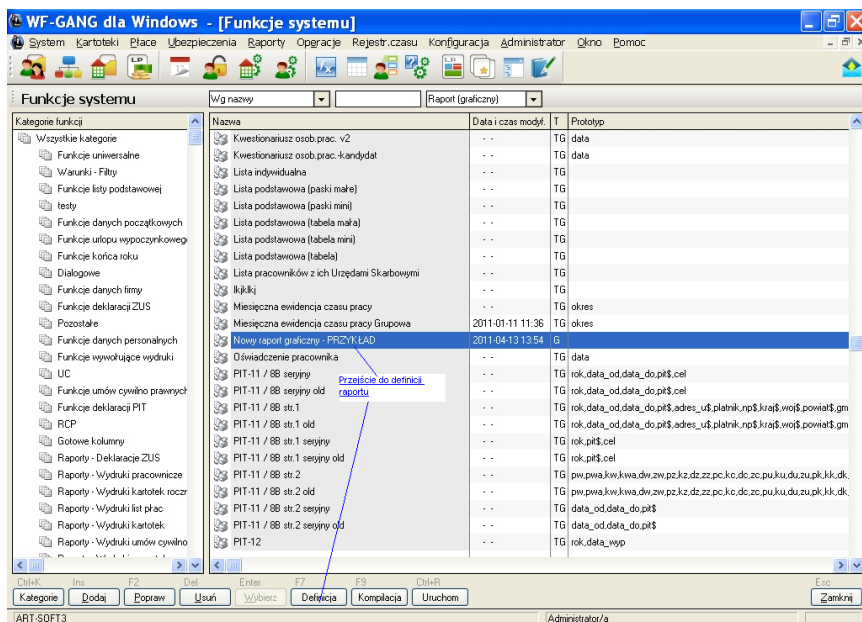 WF-GANG dla Windows - [Funkcje systemu]
System Kartoteki Płace Ubezpieczenia Raporty Operacje Rejestr.czasu Konfiguracja Administrator Okno Pomoc
Funkcje systemu Wg nazwy Raport (graficzny)
Kategorie funkcji Nazwa Data i czas modyf. T Prototyp
Wszystkie kategorie Kwestionariusz osob.prac. v2 - - TG data
Funkcje uniwersalne Kwestionariusz osob.prac.-kandydat - - TG data
Warunki - Filtry Lista indywidualna - - TG
Funkcje listy podstawowej Lista podstawowa (paski małe) - - TG
testy Lista podstawowa (paski mini) - - TG
Funkcje danych początkowych Lista podstawowa (tabela mała) - - TG
Funkcje urlopu wypoczynkoweg Lista podstawowa (tabela mini) - - TG
Funkcje końca roku Lista podstawowa (tabela) - - TG
Dialogowe Lista pracowników z ich Urzędami Skarbowymi - - TG
Funkcje danych firmy lkjklkj - - TG
Funkcje deklaracji ZUS Miesięczna ewidencja czasu pracy - - TG okres
Pozostałe Miesięczna ewidencja czasu pracy Grupowa 2011-01-11 11:36 TG okres
Funkcje danych personalnych Nowy raport graficzny - PRZYKŁAD 2011-04-13 13:54 G
Funkcje wywołujące wydruki Oświadczenie pracownika - - TG data
UC PIT-11 / 8B seryjny - - TG rok,data_od,data_do,pit$,cel
Przejście do definicji
raportu
Funkcje umów cywilno prawnych PIT-11 / 8B seryjny old - - TG rok,data_od,data_do,pit$,cel
Funkcje deklaracji PIT PIT-11 / 8B str.1 - - TG rok,data_od,data_do,pit$,adres_u$,platnik,np$,kraj$,woj$,powiat$,gm
RCP PIT-11 / 8B str.1 old - - TG rok,data_od,data_do,pit$,adres_u$,platnik,np$,kraj$,woj$,powiat$,gm
Gotowe kolumny PIT-11 / 8B str.1 seryjny - - TG rok,pit$,cel
Raporty - Deklaracje ZUS PIT-11 / 8B str.1 seryjny old - - TG rok,pit$,cel
Raporty - Wydruki pracownicze PIT-11 / 8B str.2 - - TG pw,pwa,kw,kwa,dw,zw,pz,kz,dz,zz,pc,kc,dc,zc,pu,ku,du,zu,pk,kk,dk,
Raporty - Wydruki kartotek roczn PIT-11 / 8B str.2 old - - TG pw,pwa,kw,kwa,dw,zw,pz,kz,dz,zz,pc,kc,dc,zc,pu,ku,du,zu,pk,kk,dk,
Raporty - Wydruki list płac PIT-11 / 8B str.2 seryjny - - TG data_od,data_do,pit$
Raporty - Wydruki kartotek PIT-11 / 8B str.2 seryjny old - - TG data_od,data_do,pit$
Raporty - Wydruki umów cywilno PIT-12 - - TG rok,data_wyp
Ctrl+K Ins F2 Del Enter F7 F9 Ctrl+R Esc
Kategorie Dodaj Popraw Usuń Wybierz Definicja Kompilacja Uruchom Zamknij
ART-SOFT3 Administrator/a